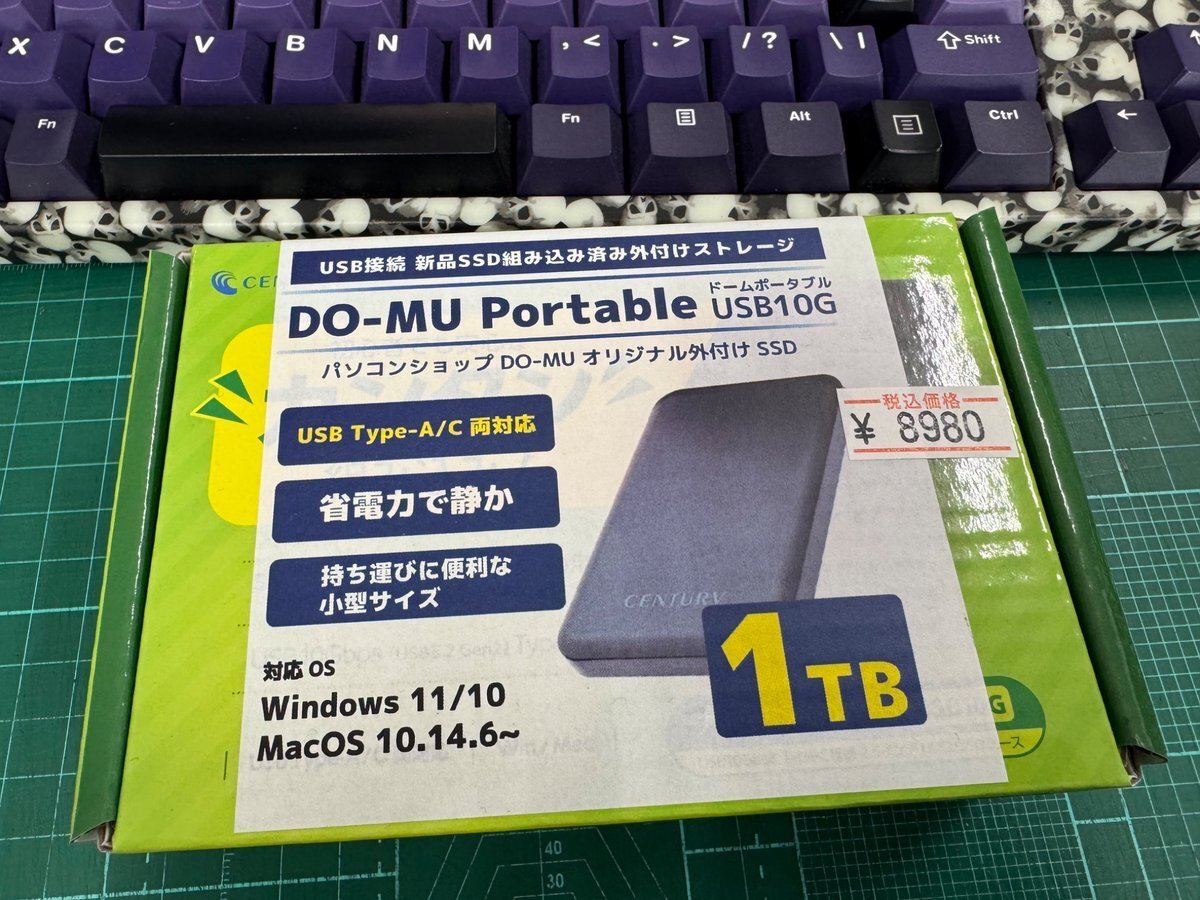 X C V B N M , < . > / ? \ | Shift
Fn Fn Alt Ctrl
CE
USB接続 新品SSD組み込み済み外付けストレージ
ドームポータブル
DO-MU Portable USB10G
パソコンショップ DO-MU オリジナル外付け SSD
税込価格
¥ 8980
USB Type-A/C 両対応
省電力で静か
持ち運びに便利な
小型サイズ
CENTURY
1TB
対応 OS
Windows 11/10
MacOS 10.14.6~
G
ース
40
30